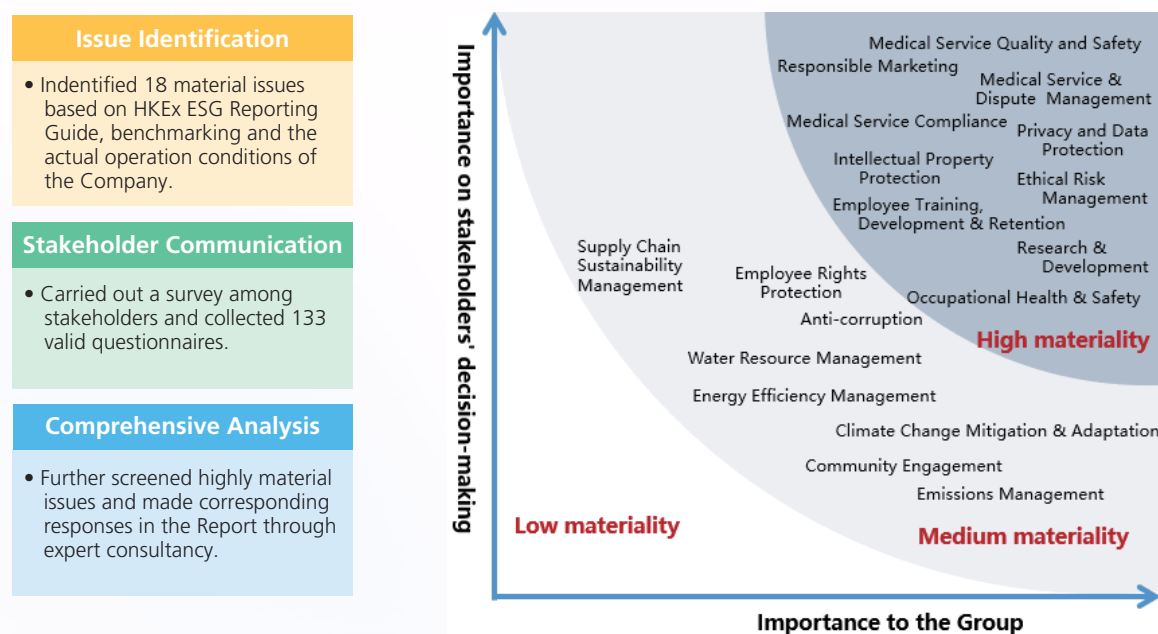 Issue Identification
• Indentified 18 material issues
based on HKEx ESG Reporting
Guide, benchmarking and the
actual operation conditions of
the Company.
Stakeholder Communication
• Carried out a survey among
stakeholders and collected 133
valid questionnaires.
Comprehensive Analysis
• Further screened highly material
issues and made corresponding
responses in the Report through
expert consultancy.
Importance on stakeholders' decision-making
Medical Service Quality and Safety
Responsible Marketing
Medical Service &
Dispute Management
Medical Service Compliance
Privacy and Data
Protection
Intellectual Property
Protection
Ethical Risk
Management
Employee Training,
Development & Retention
Research &
Development
Supply Chain
Sustainability
Management
Employee Rights
Protection
Occupational Health & Safety
Anti-corruption
High materiality
Water Resource Management
Energy Efficiency Management
Climate Change Mitigation & Adaptation
Community Engagement
Emissions Management
Low materiality
Medium materiality
Importance to the Group